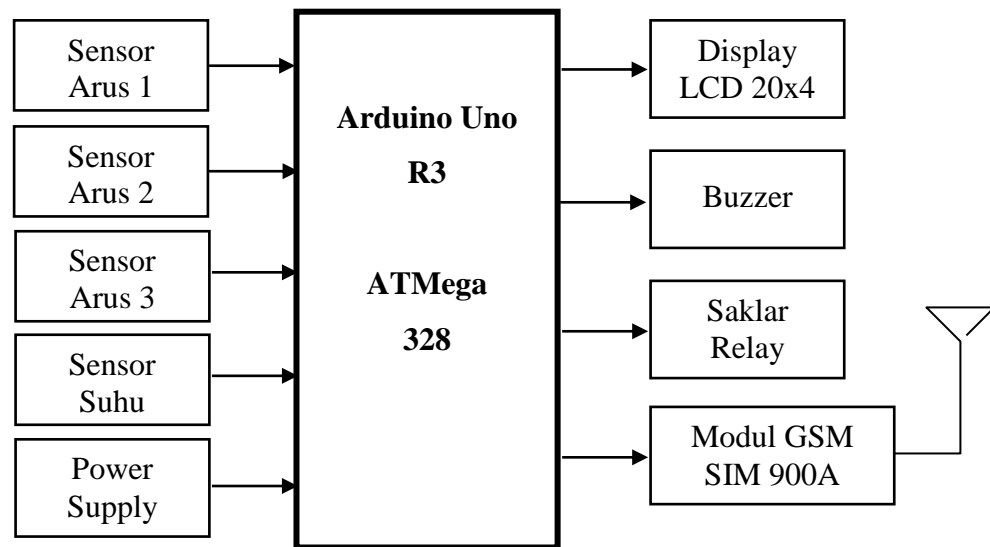 Sensor
Arus 1
Sensor
Arus 2
Sensor
Arus 3
Sensor
Suhu
Power
Supply
Arduino Uno
R3
ATMega
328
Display
LCD 20x4
Buzzer
Saklar
Relay
Modul GSM
SIM 900A